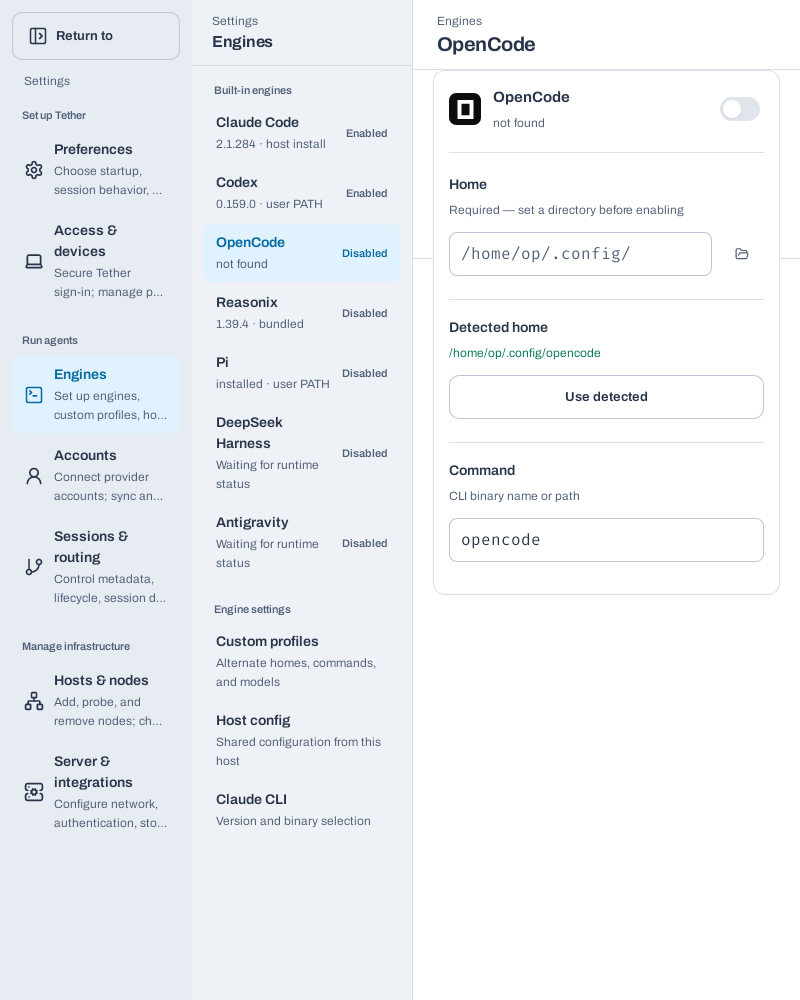 Return to
Settings
Set up Tether
Preferences
Choose startup,
session behavior, ...
Access &
devices
Secure Tether
sign-in; manage p...
Run agents
Engines
Set up engines,
custom profiles, ho...
Accounts
Connect provider
accounts; sync an...
Sessions &
routing
Control metadata,
lifecycle, session d...
Manage infrastructure
Hosts & nodes
Add, probe, and
remove nodes; ch...
Server &
integrations
Configure network,
authentication, sto...
Settings
Engines
Built-in engines
Claude Code
2.1.284 · host install
Enabled
Codex
0.159.0 · user PATH
Enabled
OpenCode
not found
Disabled
Reasonix
1.39.4 · bundled
Disabled
Pi
installed · user PATH
Disabled
DeepSeek
Harness
Waiting for runtime
status
Disabled
Antigravity
Waiting for runtime
status
Disabled
Engine settings
Custom profiles
Alternate homes, commands,
and models
Host config
Shared configuration from this
host
Claude CLI
Version and binary selection
Engines
OpenCode
OpenCode
not found
Home
Required — set a directory before enabling
/home/op/.config/
Detected home
/home/op/.config/opencode
Use detected
Command
CLI binary name or path
opencode